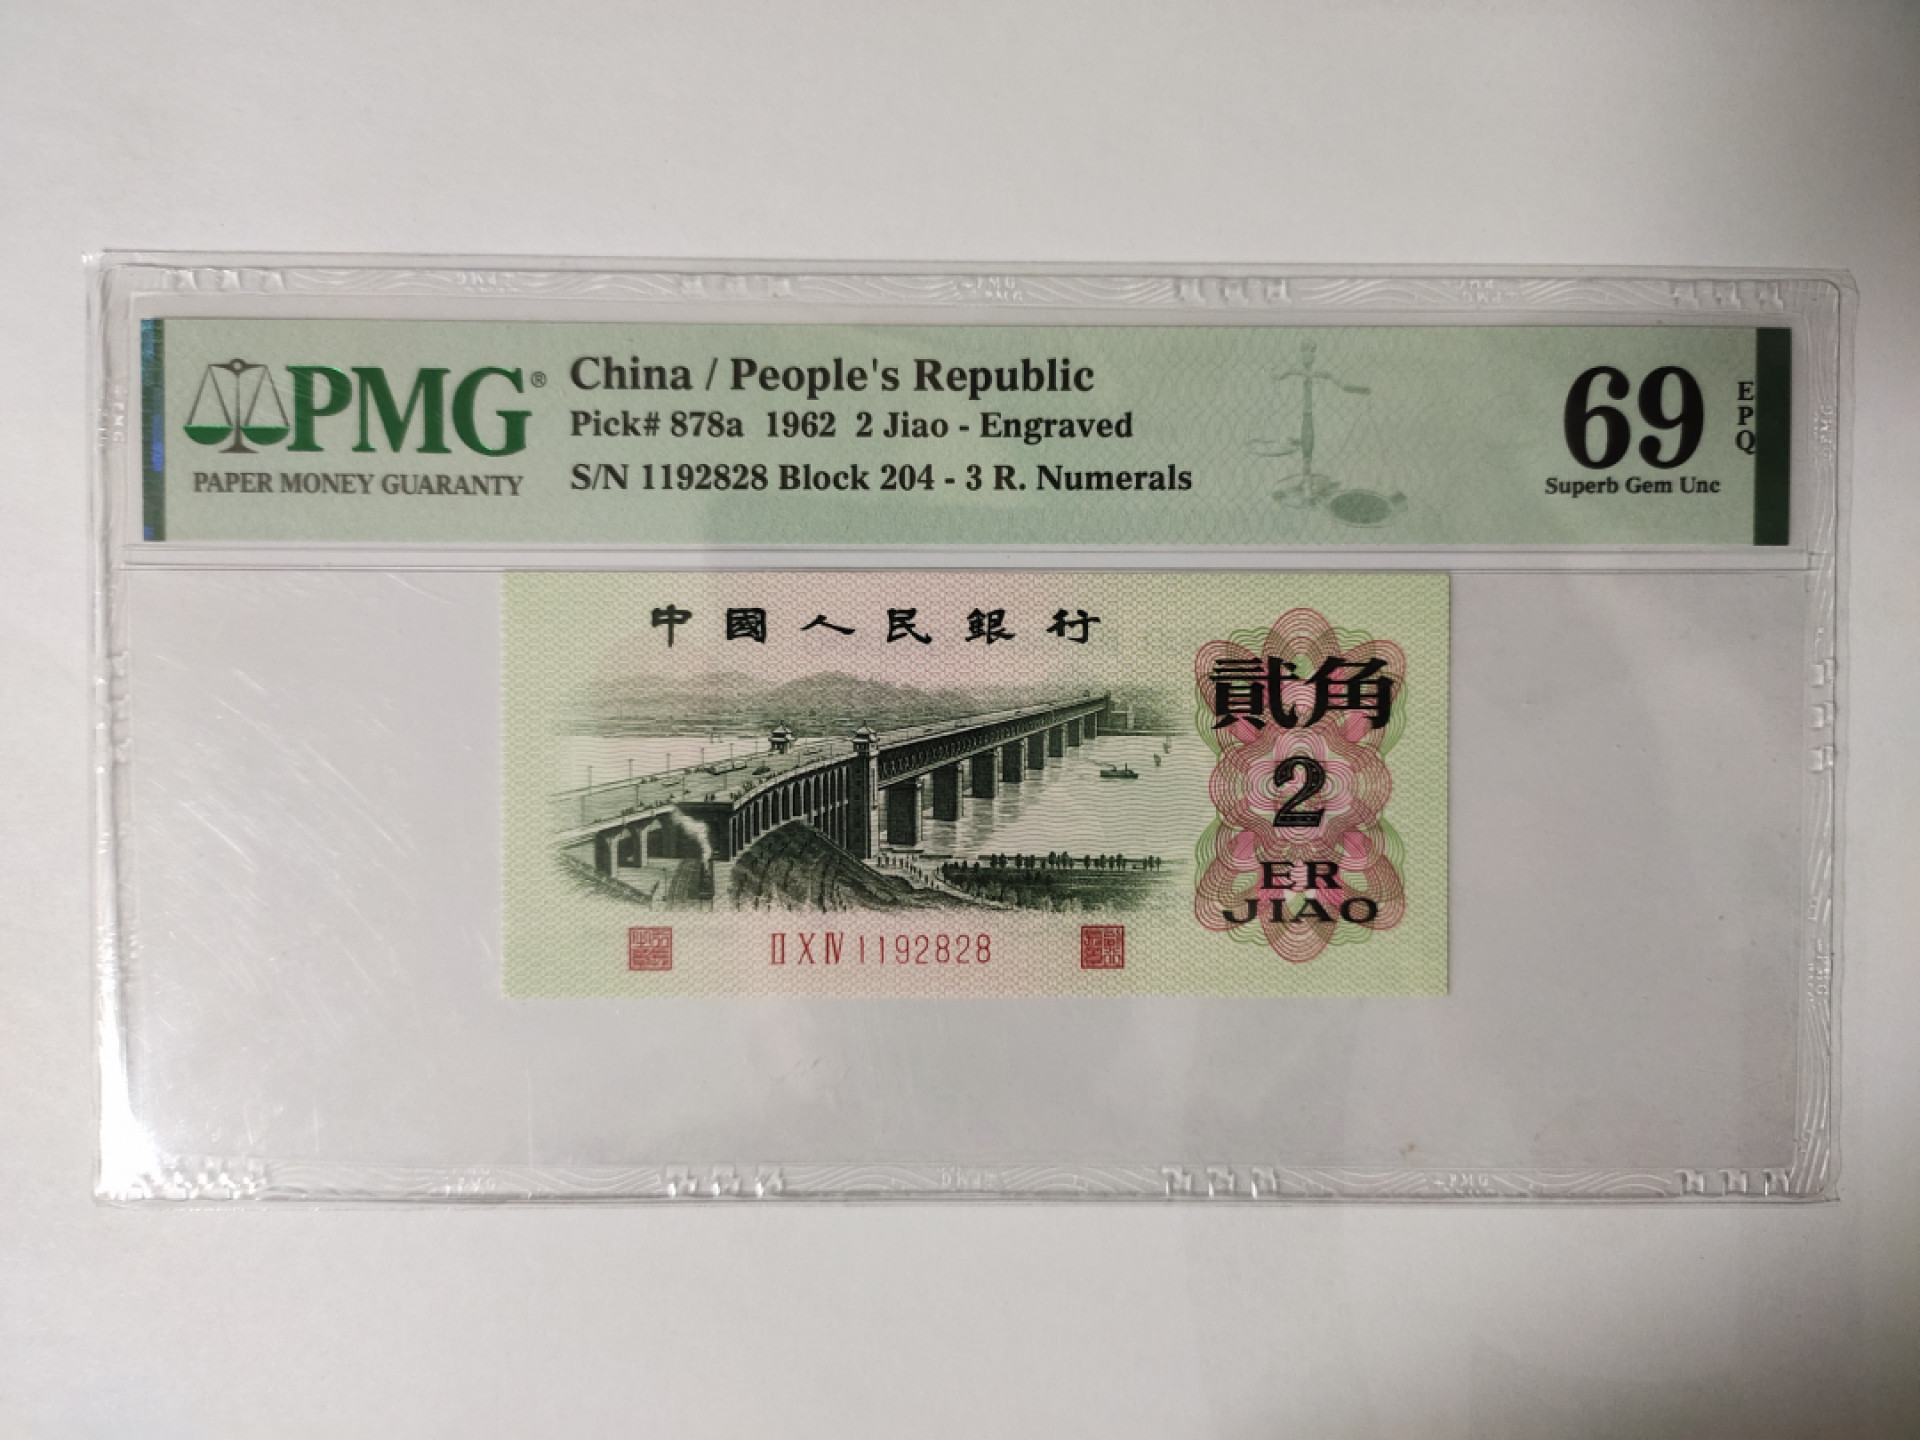 PMG®
PAPER MONEY GUARANTY
China / People's Republic
Pick# 878a 1962 2 Jiao - Engraved
S/N 1192828 Block 204 - 3 R. Numerals
69
EPQ
Superb Gem Unc
中國人民銀行
貳角
2
ER
JIAO
II X IV 1192828